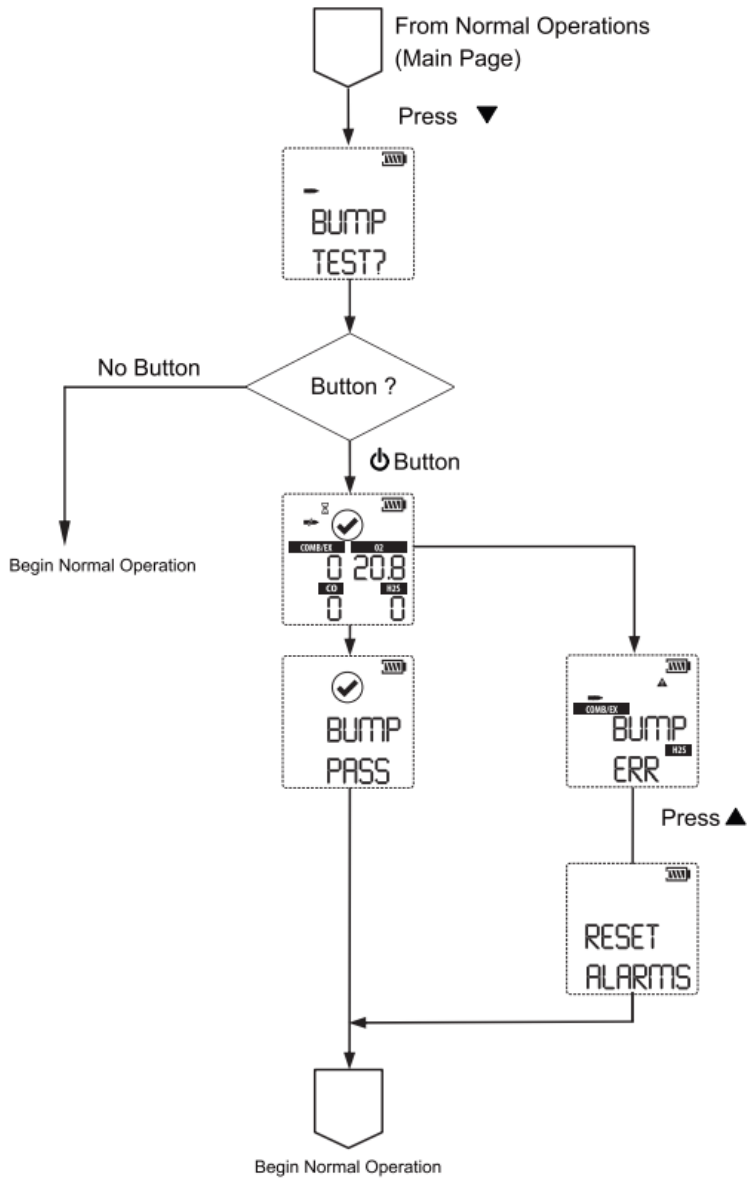 From Normal Operations
(Main Page)
Press ▼
BUMP
TEST?
No Button
Button ?
Button
COMB/EX O2
0 20.8
CO H2S
0 0
Begin Normal Operation
BUMP
PASS
COMB/EX
BUMP
H2S
ERR
Press ▲
RESET
ALARMS
Begin Normal Operation